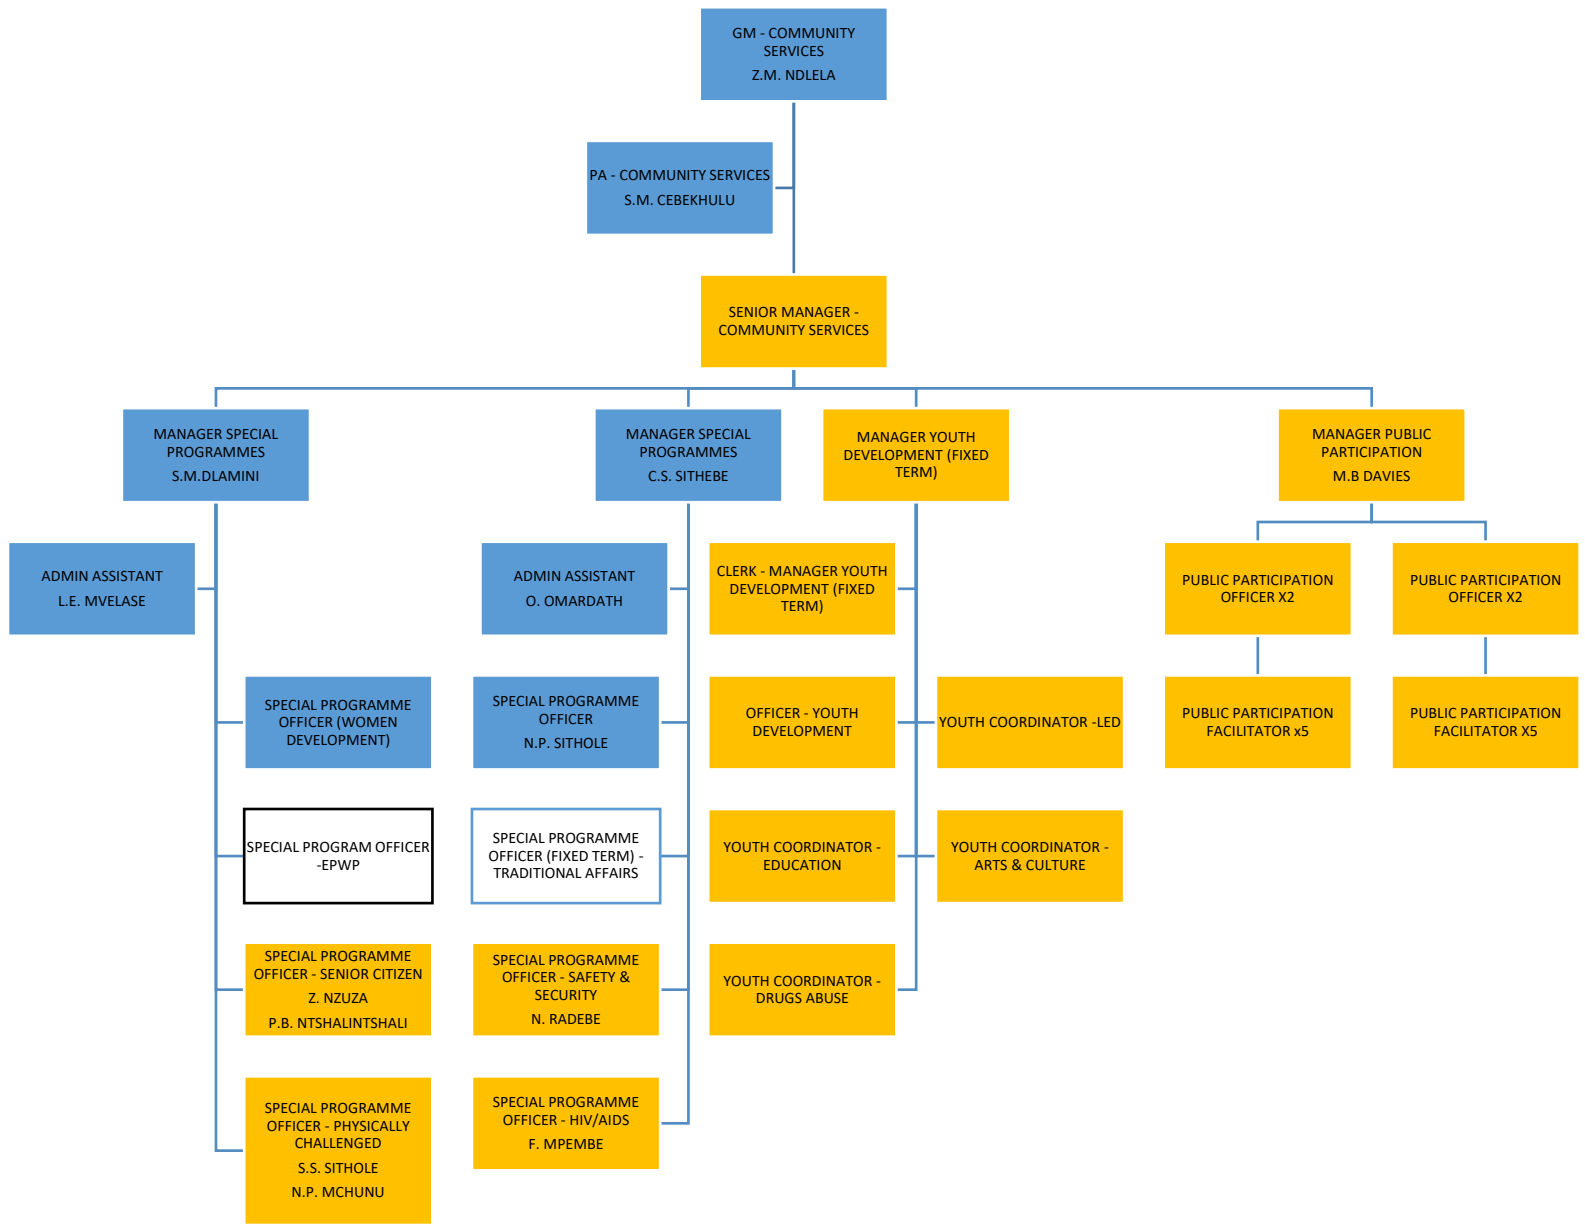 GM - COMMUNITY
SERVICES
Z.M. NDLELA
PA - COMMUNITY SERVICES
S.M. CEBEKHULU
SENIOR MANAGER -
COMMUNITY SERVICES
MANAGER SPECIAL
PROGRAMMES
S.M.DLAMINI
MANAGER SPECIAL
PROGRAMMES
C.S. SITHEBE
MANAGER YOUTH
DEVELOPMENT (FIXED
TERM)
MANAGER PUBLIC
PARTICIPATION
M.B DAVIES
ADMIN ASSISTANT
L.E. MVELASE
ADMIN ASSISTANT
O. OMARDATH
CLERK - MANAGER YOUTH
DEVELOPMENT (FIXED
TERM)
PUBLIC PARTICIPATION
OFFICER X2
PUBLIC PARTICIPATION
OFFICER X2
SPECIAL PROGRAMME
OFFICER (WOMEN
DEVELOPMENT)
SPECIAL PROGRAMME
OFFICER
N.P. SITHOLE
OFFICER - YOUTH
DEVELOPMENT
YOUTH COORDINATOR -LED
PUBLIC PARTICIPATION
FACILITATOR x5
PUBLIC PARTICIPATION
FACILITATOR X5
SPECIAL PROGRAM OFFICER
-EPWP
SPECIAL PROGRAMME
OFFICER (FIXED TERM) -
TRADITIONAL AFFAIRS
YOUTH COORDINATOR -
EDUCATION
YOUTH COORDINATOR -
ARTS & CULTURE
SPECIAL PROGRAMME
OFFICER - SENIOR CITIZEN
Z. NZUZA
P.B. NTSHALINTSHALI
SPECIAL PROGRAMME
OFFICER - SAFETY &
SECURITY
N. RADEBE
YOUTH COORDINATOR -
DRUGS ABUSE
SPECIAL PROGRAMME
OFFICER - PHYSICALLY
CHALLENGED
S.S. SITHOLE
N.P. MCHUNU
SPECIAL PROGRAMME
OFFICER - HIV/AIDS
F. MPEMBE